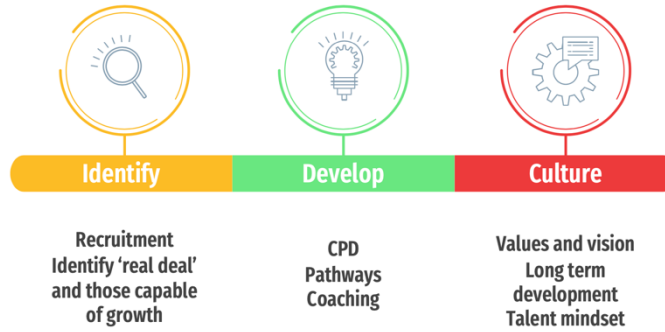 Identify
Develop
Culture
Recruitment
Identify ‘real deal’
and those capable
of growth
CPD
Pathways
Coaching
Values and vision
Long term
development
Talent mindset